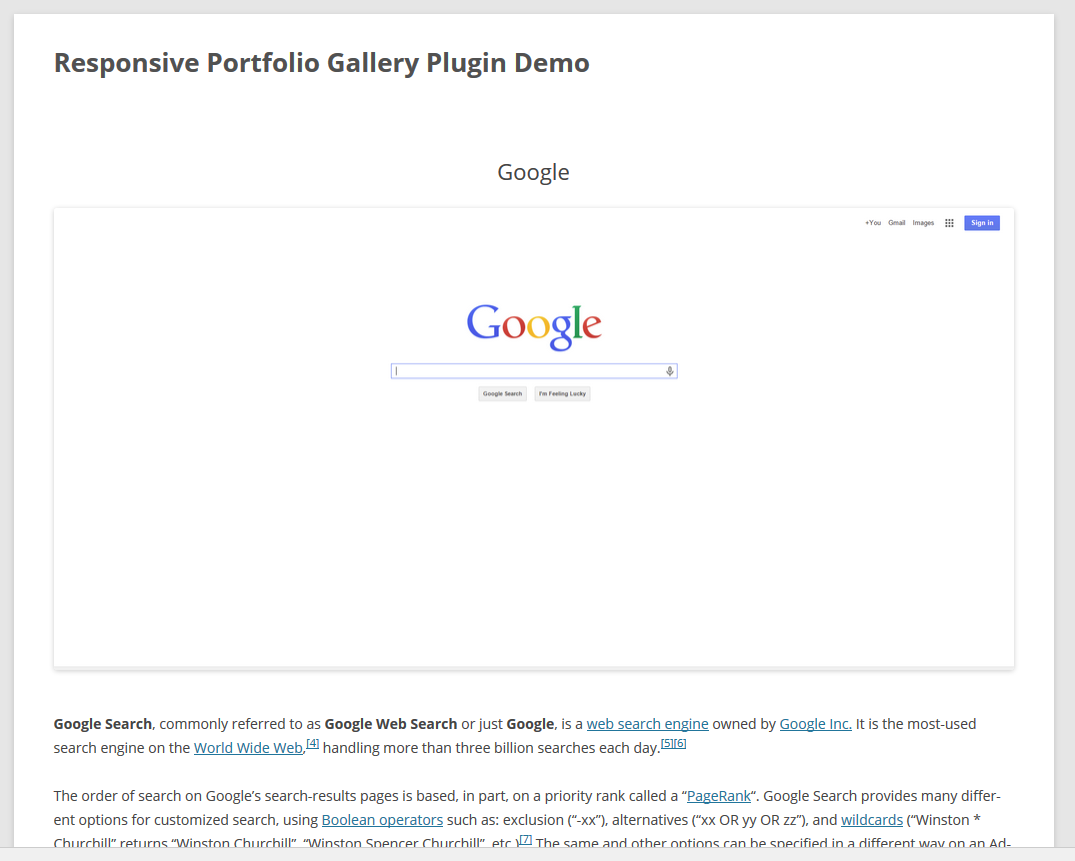 Responsive Portfolio Gallery Plugin Demo
Google
+You Gmail Images Sign in
Google
Google Search I'm Feeling Lucky
Google Search, commonly referred to as Google Web Search or just Google, is a web search engine owned by Google Inc. It is the most-used
search engine on the World Wide Web,[4] handling more than three billion searches each day.[5][6]
The order of search on Google’s search-results pages is based, in part, on a priority rank called a “PageRank“. Google Search provides many differ-
ent options for customized search, using Boolean operators such as: exclusion (“-xx”), alternatives (“xx OR yy OR zz”), and wildcards (“Winston *
Churchill” returns “Winston Churchill”, “Winston Spencer Churchill”, etc.)[7] The same and other options can be specified in a different way on an Ad-